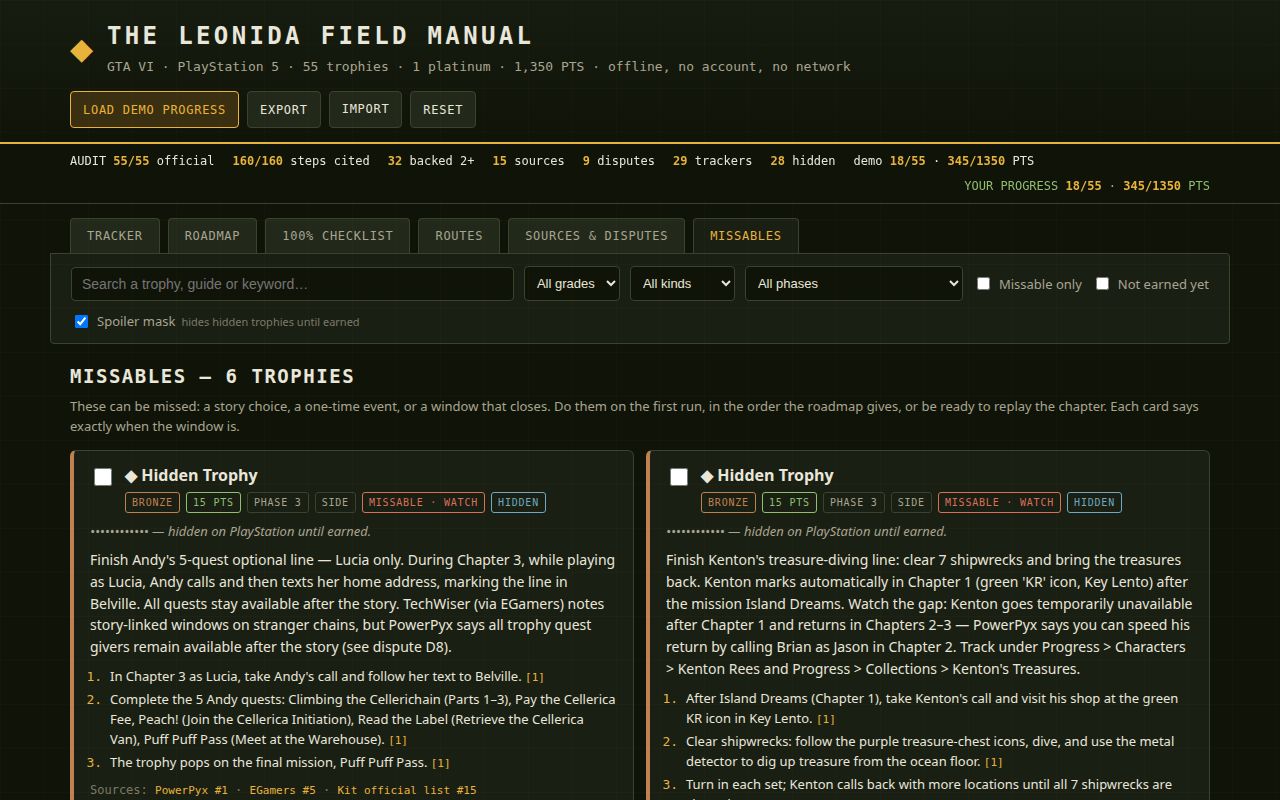 THE LEONIDA FIELD MANUAL
GTA VI · PlayStation 5 · 55 trophies · 1 platinum · 1,350 PTS · offline, no account, no network
LOAD DEMO PROGRESS EXPORT IMPORT RESET
AUDIT 55/55 official 160/160 steps cited 32 backed 2+ 15 sources 9 disputes 29 trackers 28 hidden demo 18/55 · 345/1350 PTS
YOUR PROGRESS 18/55 · 345/1350 PTS
TRACKER ROADMAP 100% CHECKLIST ROUTES SOURCES & DISPUTES MISSABLES
Search a trophy, guide or keyword… All grades All kinds All phases Missable only Not earned yet
Spoiler mask hides hidden trophies until earned
MISSABLES — 6 TROPHIES
These can be missed: a story choice, a one-time event, or a window that closes. Do them on the first run, in the order the roadmap gives, or be ready to replay the chapter. Each card says
exactly when the window is.
◆ Hidden Trophy
BRONZE 15 PTS PHASE 3 SIDE MISSABLE · WATCH HIDDEN
•••••••••••• — hidden on PlayStation until earned.
Finish Andy's 5-quest optional line — Lucia only. During Chapter 3, while playing
as Lucia, Andy calls and then texts her home address, marking the line in
Belville. All quests stay available after the story. TechWiser (via EGamers) notes
story-linked windows on stranger chains, but PowerPyx says all trophy quest
givers remain available after the story (see dispute D8).
1. In Chapter 3 as Lucia, take Andy's call and follow her text to Belville. [1]
2. Complete the 5 Andy quests: Climbing the Cellerichain (Parts 1–3), Pay the Cellerica
Fee, Peach! (Join the Cellerica Initiation), Read the Label (Retrieve the Cellerica
Van), Puff Puff Pass (Meet at the Warehouse). [1]
3. The trophy pops on the final mission, Puff Puff Pass. [1]
Sources: PowerPyx #1 · EGamers #5 · Kit official list #15
◆ Hidden Trophy
BRONZE 15 PTS PHASE 3 SIDE MISSABLE · WATCH HIDDEN
•••••••••••• — hidden on PlayStation until earned.
Finish Kenton's treasure-diving line: clear 7 shipwrecks and bring the treasures
back. Kenton marks automatically in Chapter 1 (green 'KR' icon, Key Lento) after
the mission Island Dreams. Watch the gap: Kenton goes temporarily unavailable
after Chapter 1 and returns in Chapters 2–3 — PowerPyx says you can speed his
return by calling Brian as Jason in Chapter 2. Track under Progress > Characters
> Kenton Rees and Progress > Collections > Kenton's Treasures.
1. After Island Dreams (Chapter 1), take Kenton's call and visit his shop at the green
KR icon in Key Lento. [1]
2. Clear shipwrecks: follow the purple treasure-chest icons, dive, and use the metal
detector to dig up treasure from the ocean floor. [1]
3. Turn in each set; Kenton calls back with more locations until all 7 shipwrecks are